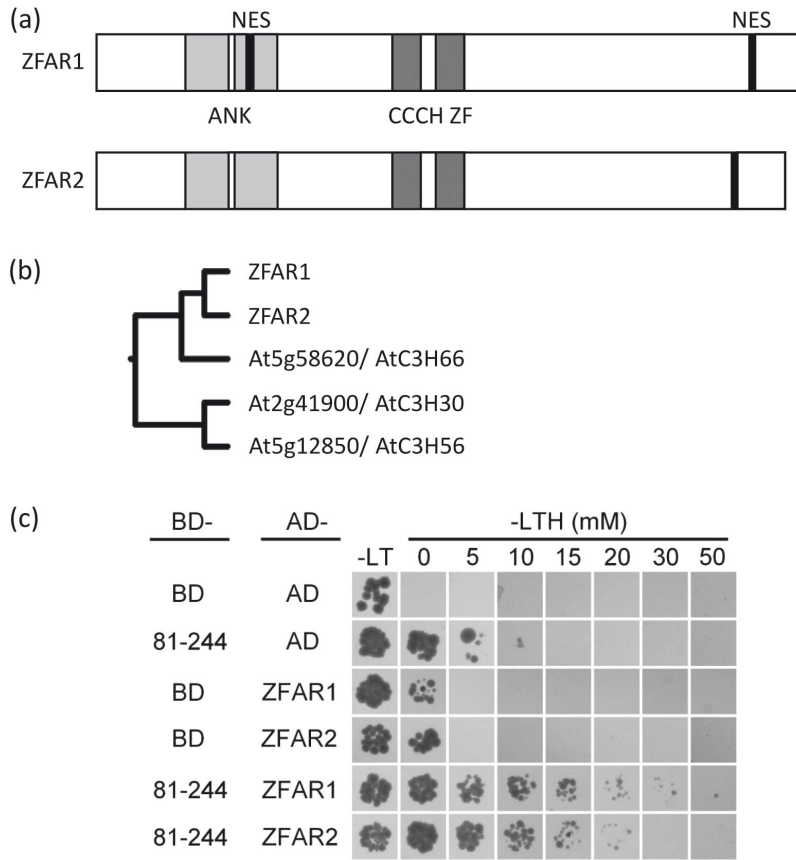 (a)
NES NES
ZFAR1
ANK CCCH ZF
ZFAR2
(b)
ZFAR1
ZFAR2
At5g58620/ AtC3H66
At2g41900/ AtC3H30
At5g12850/ AtC3H56
(c)
BD- AD- -LTH (mM)
-LT 0 5 10 15 20 30 50
BD AD
81-244 AD
BD ZFAR1
BD ZFAR2
81-244 ZFAR1
81-244 ZFAR2